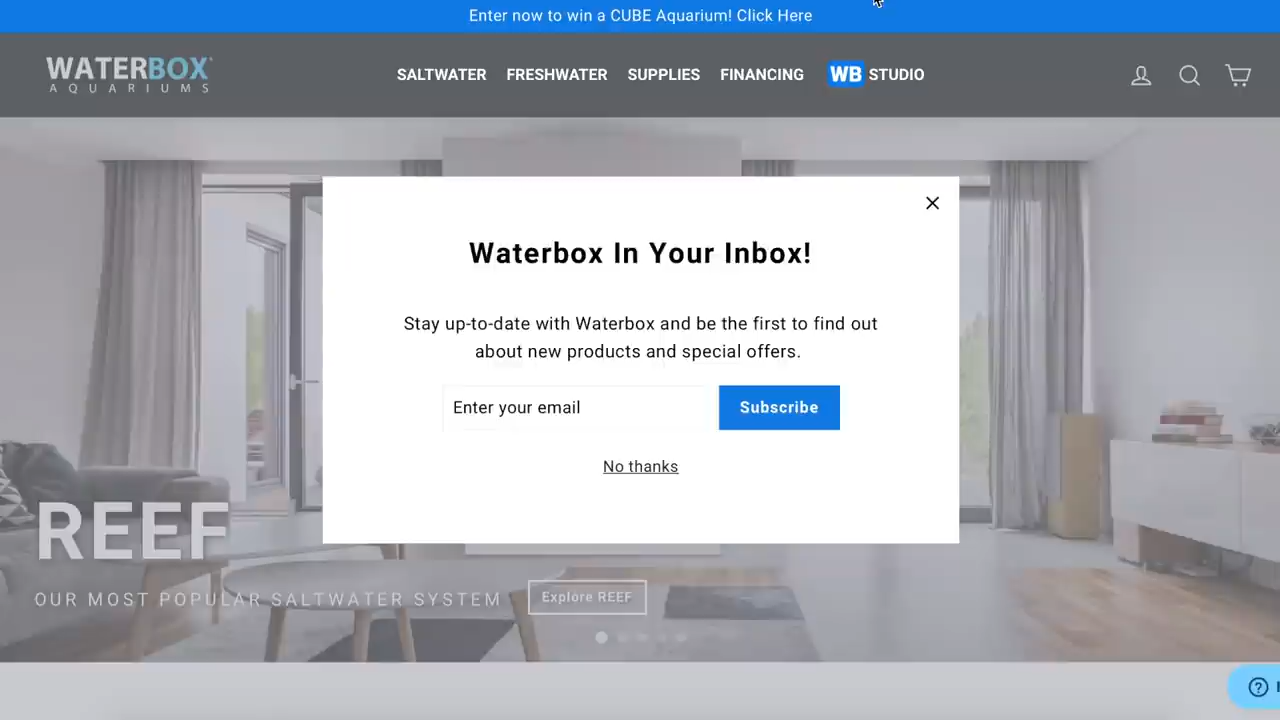 Enter now to win a CUBE Aquarium! Click Here
WATERBOX
AQUARIUMS
SALTWATER FRESHWATER SUPPLIES FINANCING WB STUDIO
Waterbox In Your Inbox!
Stay up-to-date with Waterbox and be the first to find out
about new products and special offers.
Enter your email Subscribe
No thanks
REEF
OUR MOST POPULAR SALTWATER SYSTEM Explore REEF